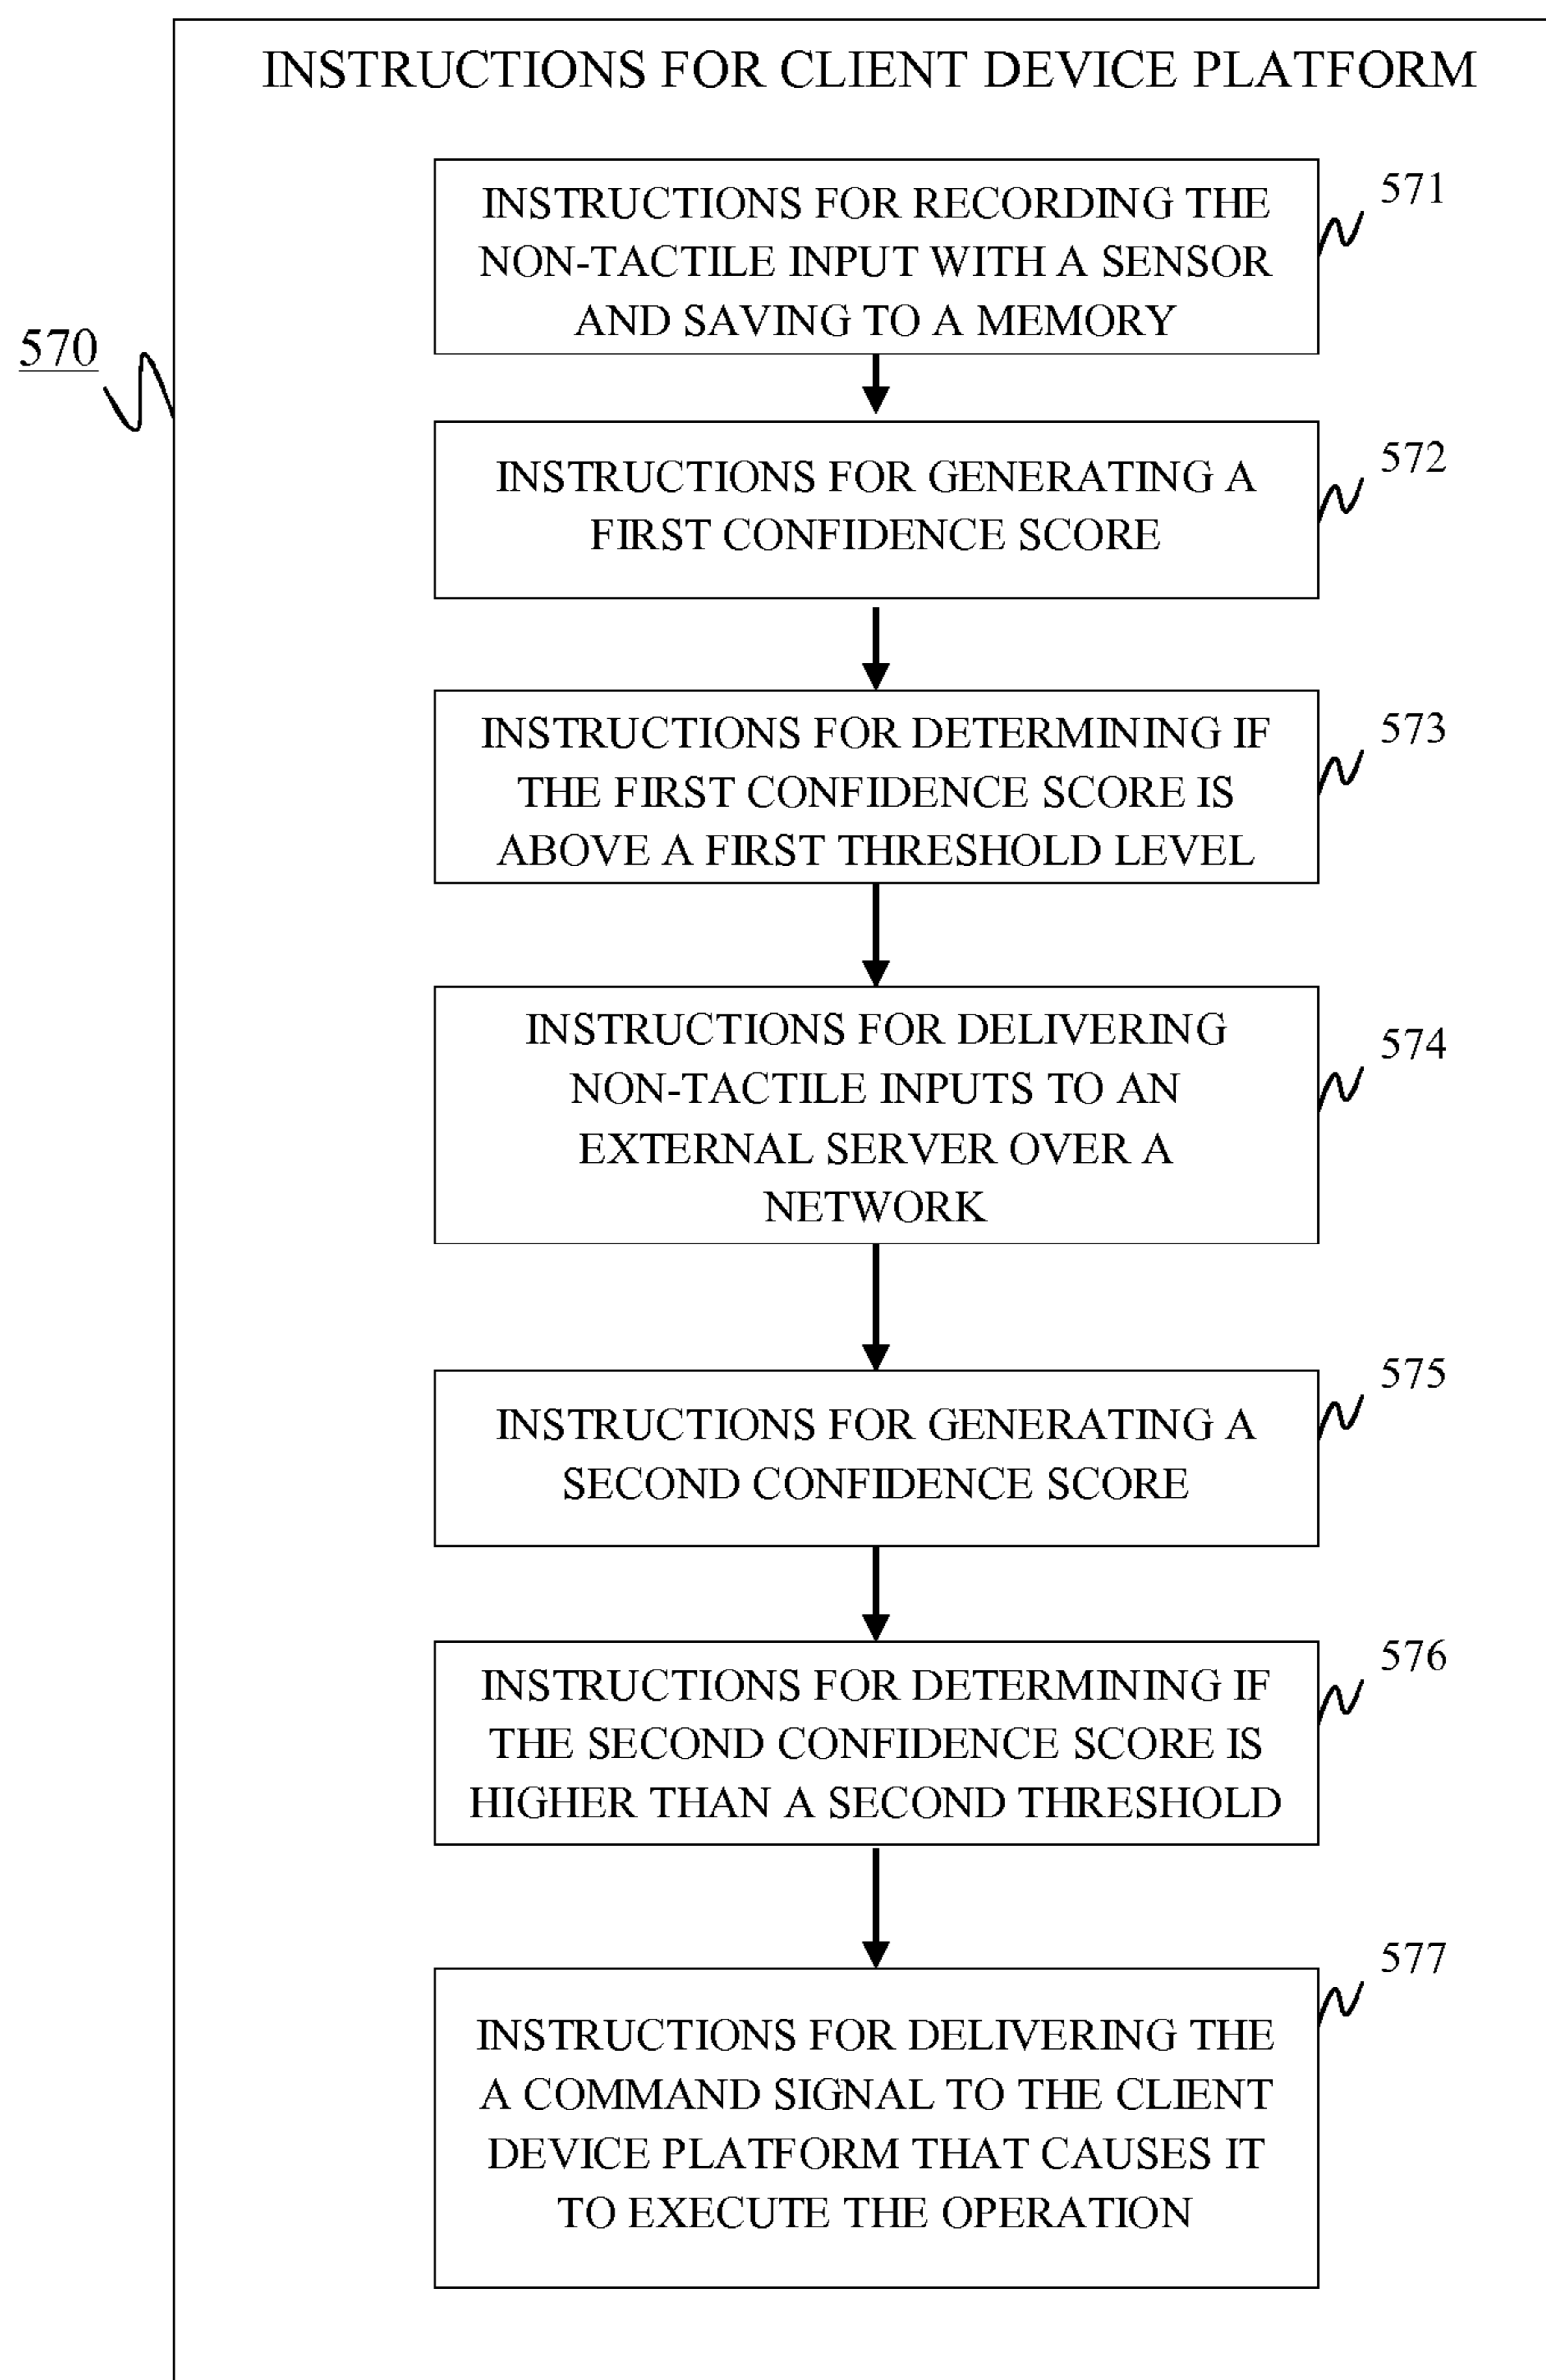 INSTRUCTIONS FOR CLIENT DEVICE PLATFORM
571
INSTRUCTIONS FOR RECORDING THE
NON-TACTILE INPUT WITH A SENSOR
AND SAVING TO A MEMORY
570
572
INSTRUCTIONS FOR GENERATING A
FIRST CONFIDENCE SCORE
573
INSTRUCTIONS FOR DETERMINING IF
THE FIRST CONFIDENCE SCORE IS
ABOVE A FIRST THRESHOLD LEVEL
574
INSTRUCTIONS FOR DELIVERING
NON-TACTILE INPUTS TO AN
EXTERNAL SERVER OVER A
NETWORK
575
INSTRUCTIONS FOR GENERATING A
SECOND CONFIDENCE SCORE
576
INSTRUCTIONS FOR DETERMINING IF
THE SECOND CONFIDENCE SCORE IS
HIGHER THAN A SECOND THRESHOLD
577
INSTRUCTIONS FOR DELIVERING THE
A COMMAND SIGNAL TO THE CLIENT
DEVICE PLATFORM THAT CAUSES IT
TO EXECUTE THE OPERATION